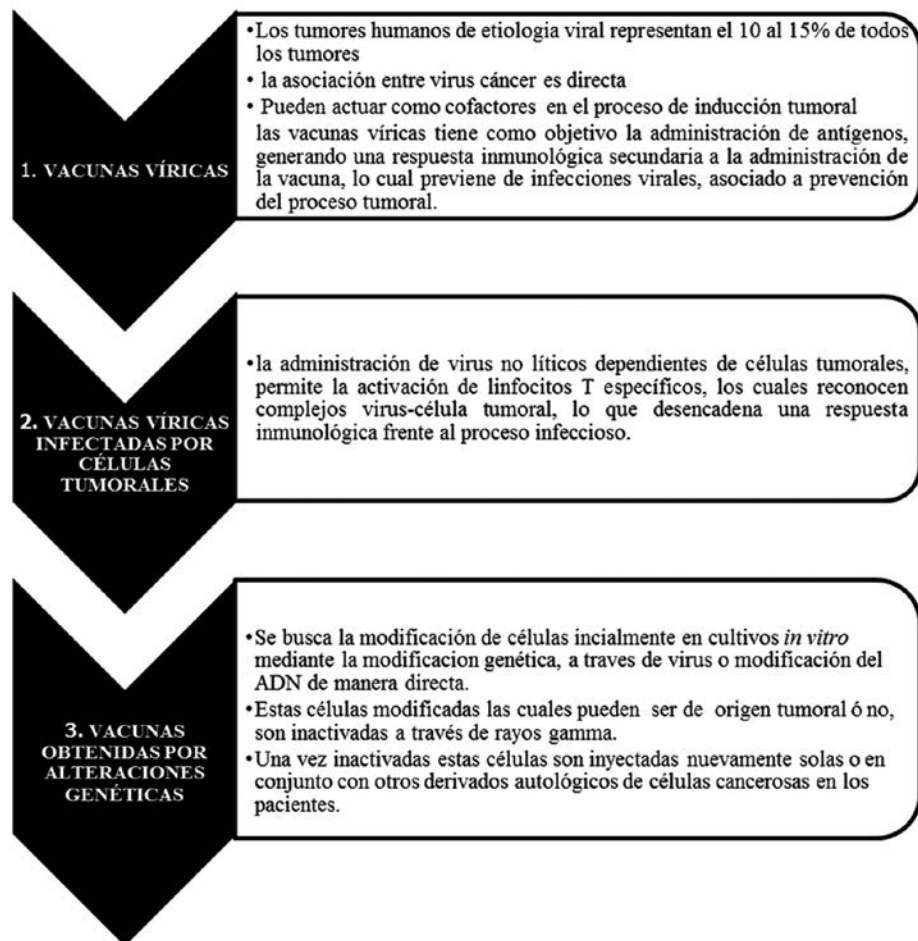 1. VACUNAS VÍRICAS
•Los tumores humanos de etiologia viral representan el 10 al 15% de todos
los tumores
• la asociación entre virus cáncer es directa
• Pueden actuar como cofactores en el proceso de inducción tumoral
las vacunas víricas tiene como objetivo la administración de antígenos,
generando una respuesta inmunológica secundaria a la administración de
la vacuna, lo cual previene de infecciones virales, asociado a prevención
del proceso tumoral.
2. VACUNAS VÍRICAS
INFECTADAS POR
CÉLULAS
TUMORALES
•la administración de virus no líticos dependientes de células tumorales,
permite la activación de linfocitos T específicos, los cuales reconocen
complejos virus-célula tumoral, lo que desencadena una respuesta
inmunológica frente al proceso infeccioso.
3. VACUNAS
OBTENIDAS POR
ALTERACIONES
GENÉTICAS
•Se busca la modificación de células incialmente en cultivos in vitro
mediante la modificacion genética, a traves de virus o modificación del
ADN de manera directa.
•Estas células modificadas las cuales pueden ser de origen tumoral ó no,
son inactivadas a través de rayos gamma.
•Una vez inactivadas estas células son inyectadas nuevamente solas o en
conjunto con otros derivados autológicos de células cancerosas en los
pacientes.